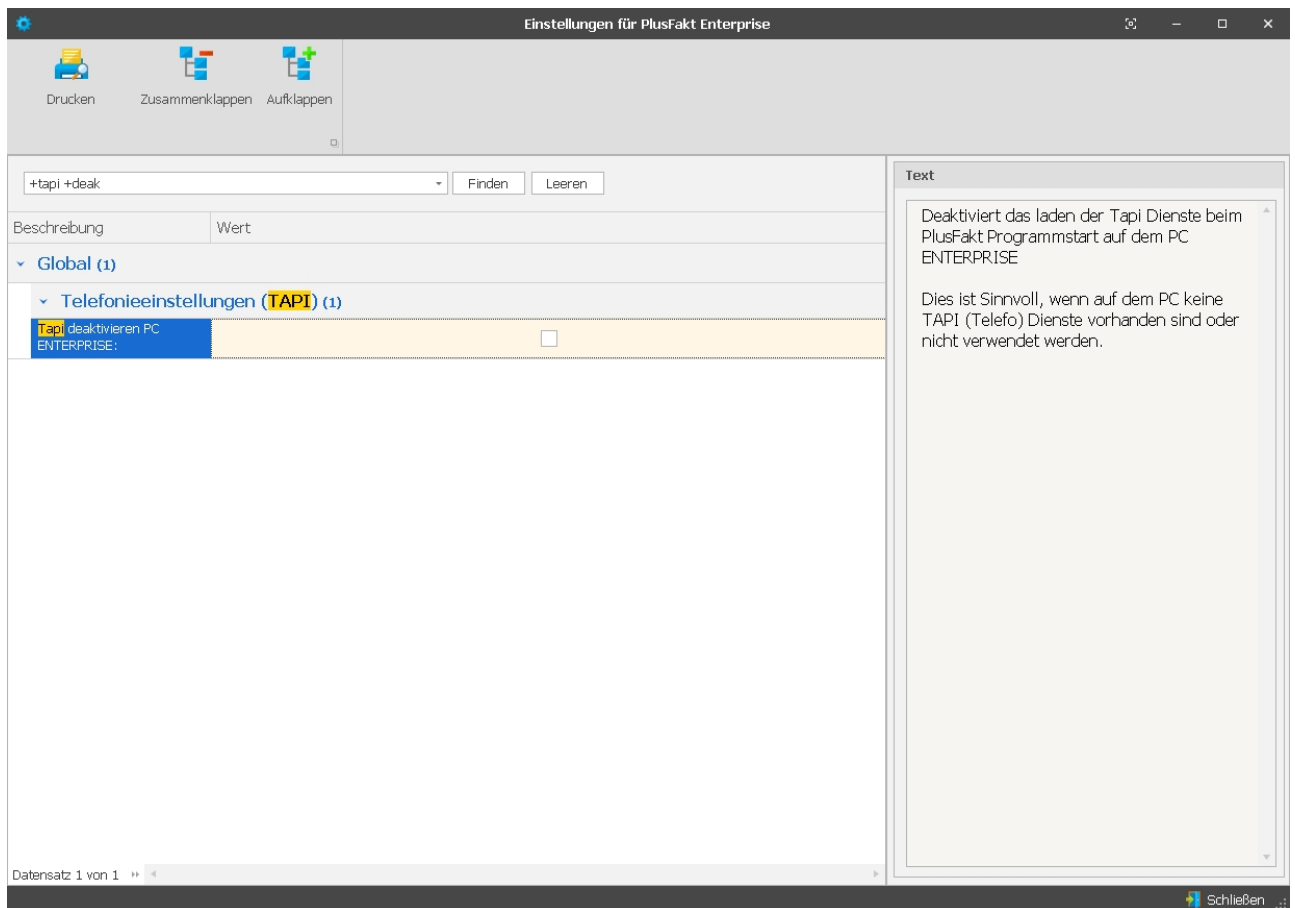 Einstellungen für PlusFakt Enterprise
Drucken
Zusammenklappen
Aufklappen
+tapi +deak
Finden
Leeren
Beschreibung
Wert
Global (1)
Telefonieeinstellungen (TAPI) (1)
Tapi deaktivieren PC
ENTERPRISE:
Datensatz 1 von 1
Text
Deaktiviert das laden der Tapi Dienste beim
PlusFakt Programmstart auf dem PC
ENTERPRISE
Dies ist Sinnvoll, wenn auf dem PC keine
TAPI (Telefo) Dienste vorhanden sind oder
nicht verwendet werden.
Schließen